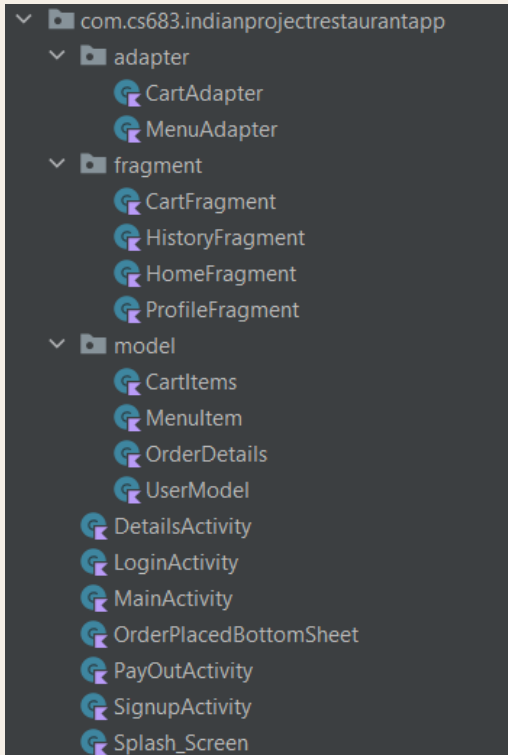 com.cs683.indianprojectrestaurantapp
adapter
CartAdapter
MenuAdapter
fragment
CartFragment
HistoryFragment
HomeFragment
ProfileFragment
model
CartItems
MenuItem
OrderDetails
UserModel
DetailsActivity
LoginActivity
MainActivity
OrderPlacedBottomSheet
PayOutActivity
SignupActivity
Splash_Screen